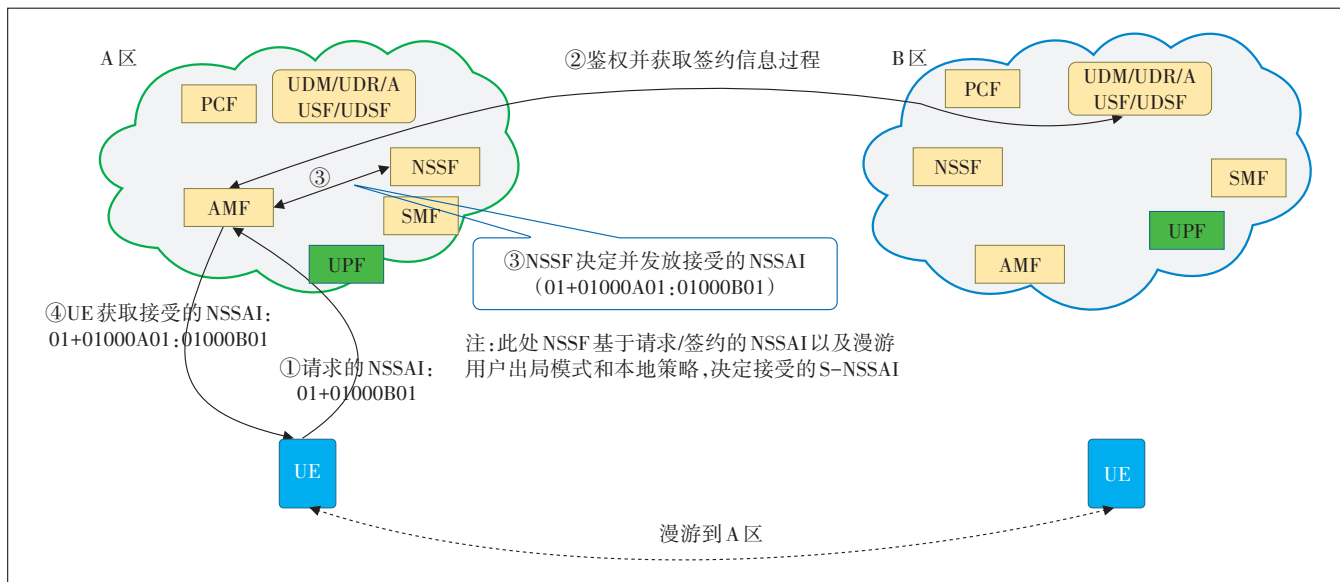 A区
②鉴权并获取签约信息过程
B区
PCF
UDM/UDR/A
USF/UDSF
PCF
UDM/UDR/A
USF/UDSF
③
NSSF
NSSF
SMF
AMF
SMF
UPF
UPF
③NSSF决定并发放接受的NSSAI
(01+01000A01:01000B01)
AMF
④UE获取接受的NSSAI:
01+01000A01:01000B01
①请求的NSSAI:
01+01000B01
注:此处NSSF基于请求/签约的NSSAI以及漫游
用户出局模式和本地策略,决定接受的S-NSSAI
UE
UE
漫游到A区